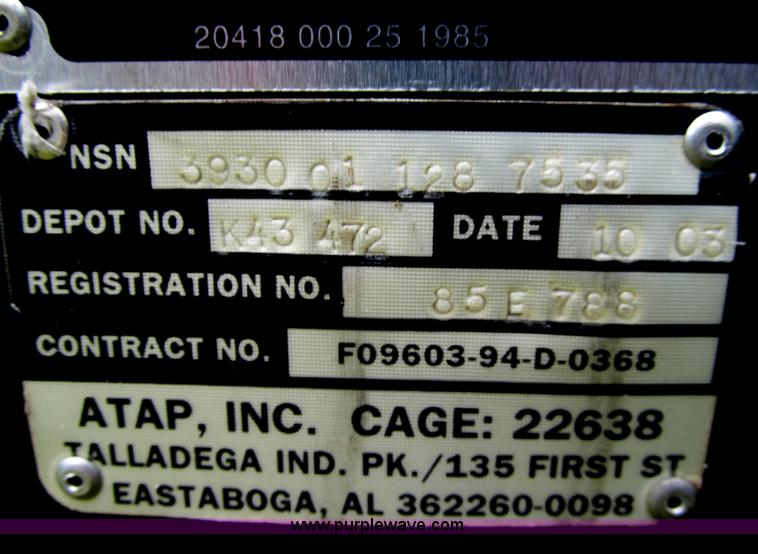 20418 000 25 1985
NSN 3930 01 128 7535
DEPOT NO. K43 472 DATE 10 03
REGISTRATION NO. 85 E 788
CONTRACT NO. F09603-94-D-0368
ATAP, INC. CAGE: 22638
TALLADEGA IND. PK./135 FIRST ST
EASTABOGA, AL 362260-0098
www.purplewave.com